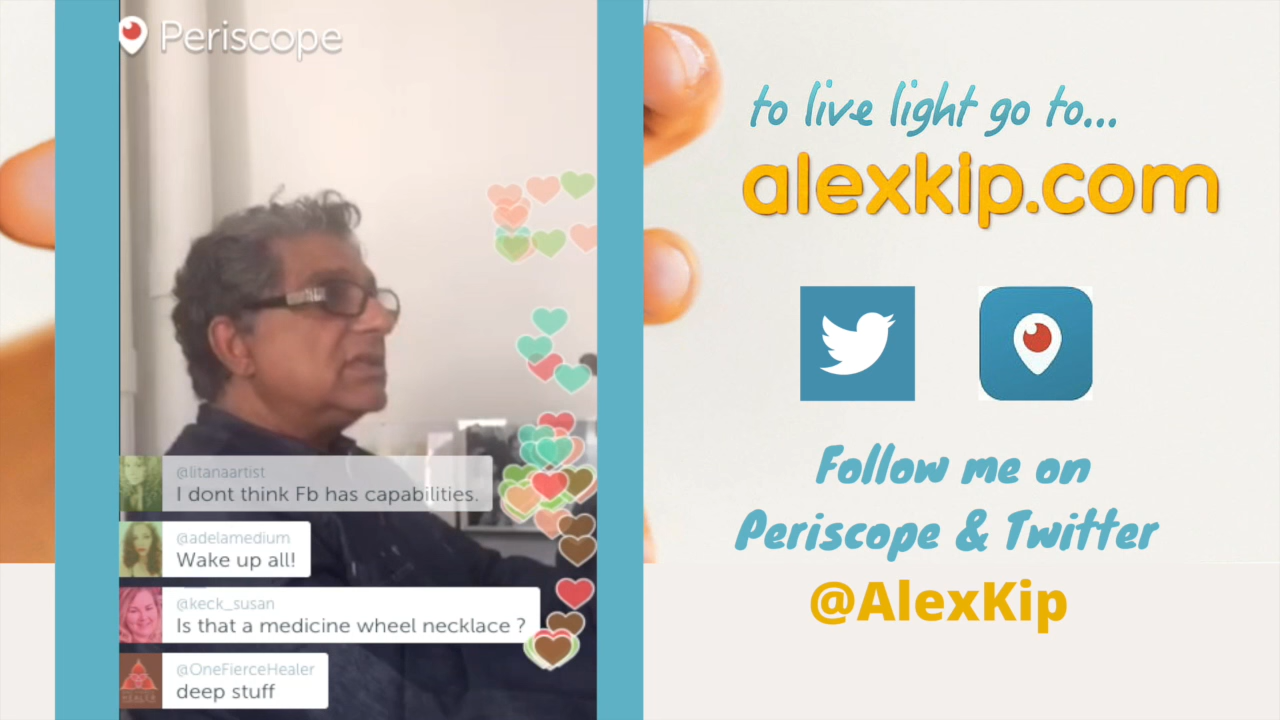 Periscope
@litanaartist
I dont think Fb has capabilities.
@adelamedium
Wake up all!
@keck_susan
Is that a medicine wheel necklace ?
@OneFierceHealer
deep stuff
to live light go to...
alexkip.com
Follow me on
Periscope & Twitter
@AlexKip